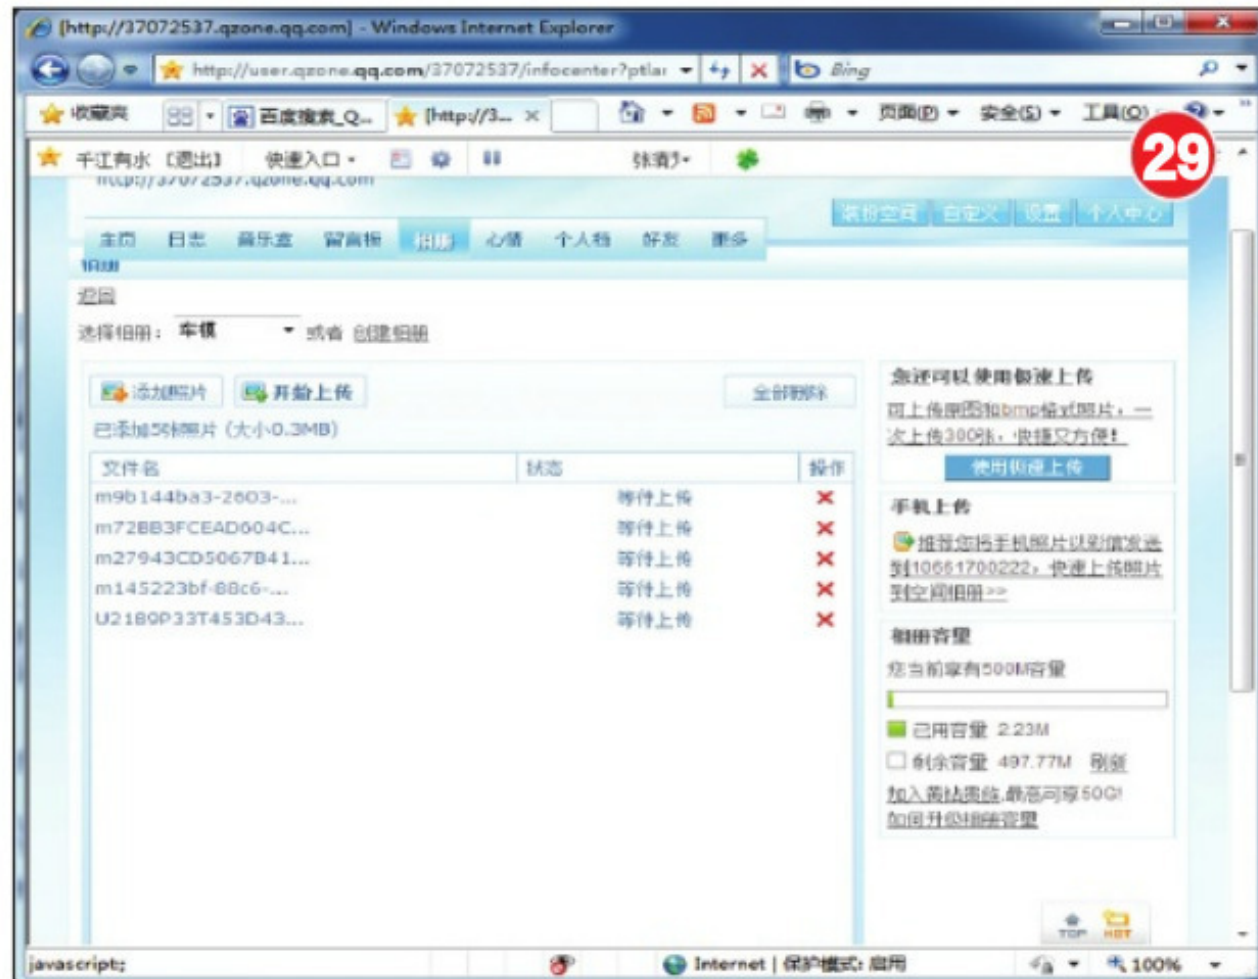 [http://37072537.qzone.qq.com] - Windows Internet Explorer
http://user.qzone.qq.com/37072537/infocenter?ptlar
Bing
收藏夹
百度搜索_Q...
[http://3...
页面(P)
安全(S)
工具(O)
29
千江有水 [退出]
快速入口
http://37072537.qzone.qq.com
装扮空间
自定义
设置
个人中心
主页
日志
音乐盒
留言板
相册
心情
个人档
好友
更多
相册
返回
选择相册: 车模 或者 创建相册
添加照片
开始上传
全部删除
已添加5张照片 (大小0.3MB)
文件名 状态 操作
m9b144ba3-2603-... 等待上传
m72BB3FCEAD604C... 等待上传
m27943CD5067B41... 等待上传
m145223bf-88c6-... 等待上传
U2189P33T453D43... 等待上传
您还可以使用极速上传
可上传原图和bmp格式照片，一
次上传300张，快捷又方便！
使用极速上传
手机上传
推荐您将手机照片以彩信发送
到10661700222，快速上传照片
到空间相册>>
相册容量
您当前享有500M容量
已用容量 2.23M
剩余容量 497.77M 刷新
加入黄钻贵族,最高可享50G!
如何升级相册容量
TOP
HOT
javascript:;
Internet | 保护模式: 启用
100%